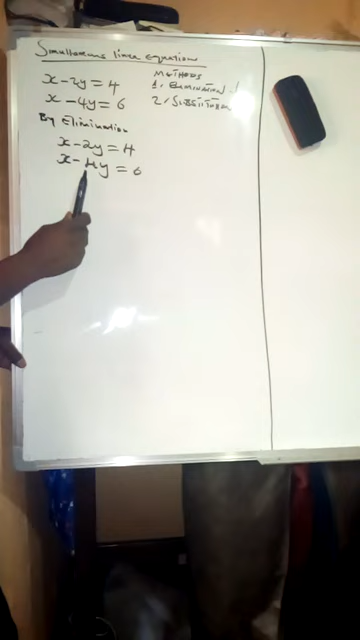 Simultaneous linear equations
x - 2y = 4
x - 4y = 6
Methods
1. Elimination
2. Substitution
By Elimination
x - 2y = 4
x - 4y = 6